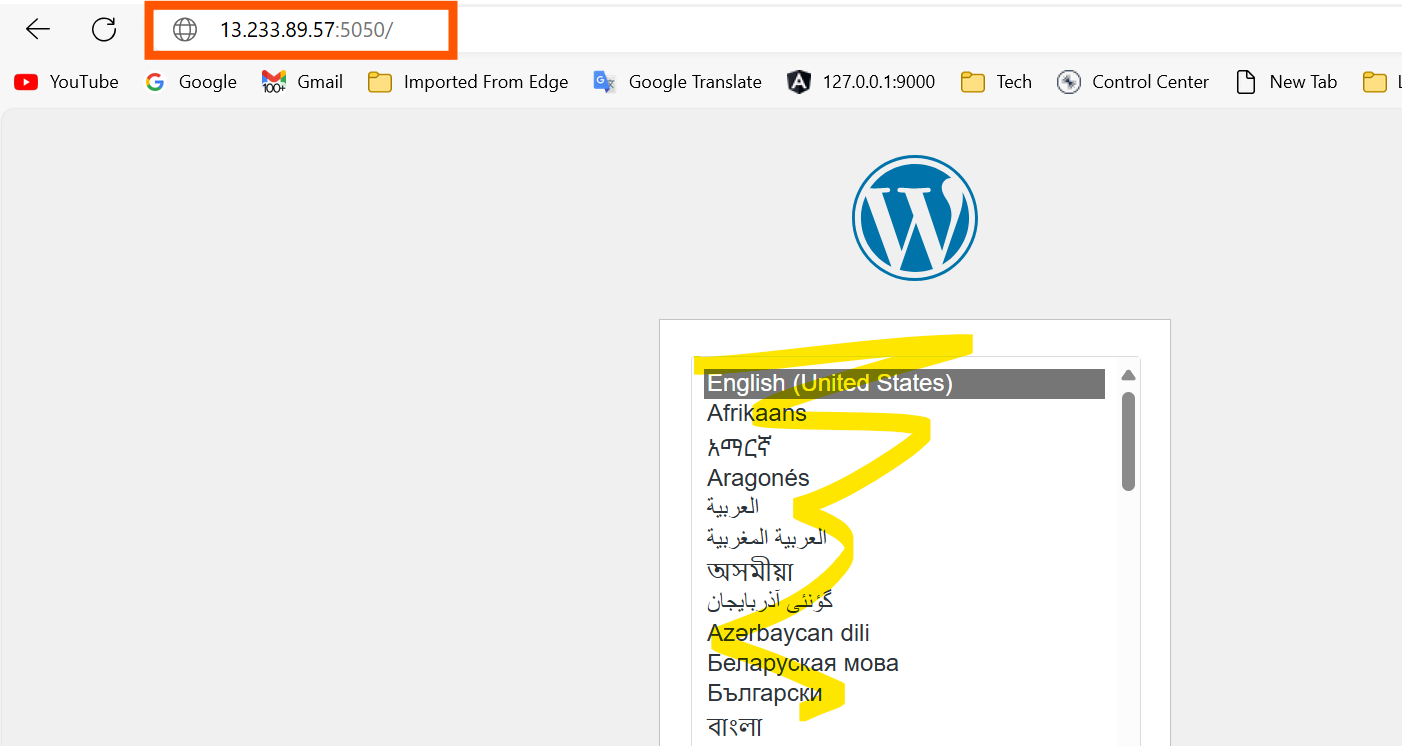 13.233.89.57:5050/
YouTube Google 100+ Gmail Imported From Edge Google Translate 127.0.0.1:9000 Tech Control Center New Tab L
English (United States)
Afrikaans
አማርኛ
Aragonés
العربية
العربية المغربية
অসমীয়া
گؤنئی آذربایجان
Azərbaycan dili
Беларуская мова
Български
বাংলা